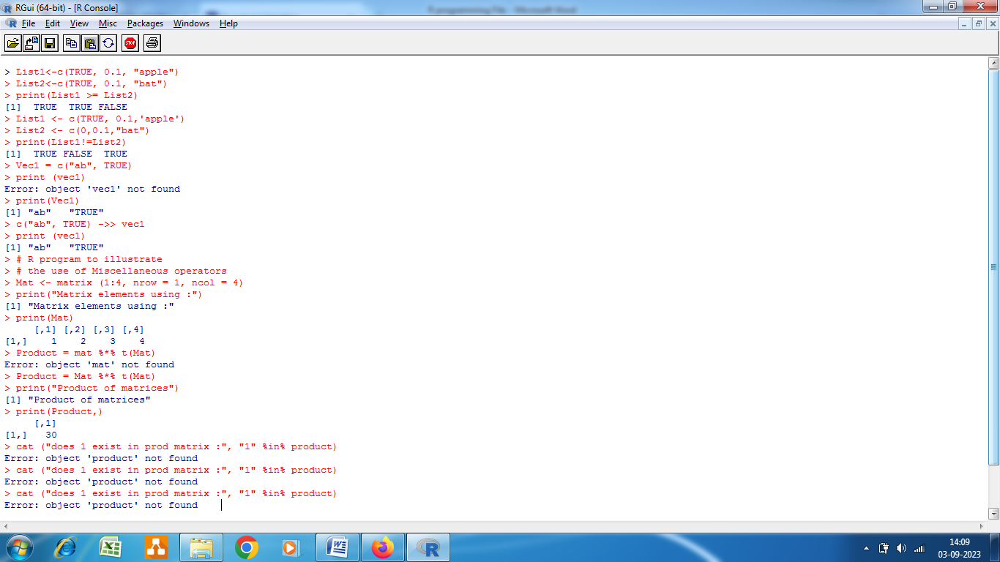 RGui (64-bit) - [R Console]
R programming File - Microsoft Word
File Edit View Misc Packages Windows Help
STOP
> List1<-c(TRUE, 0.1, "apple")
> List2<-c(TRUE, 0.1, "bat")
> print(List1 >= List2)
[1]  TRUE  TRUE FALSE
> List1 <- c(TRUE, 0.1,'apple')
> List2 <- c(0,0.1,"bat")
> print(List1!=List2)
[1]  TRUE FALSE  TRUE
> Vec1 = c("ab", TRUE)
> print (vec1)
Error: object 'vec1' not found
> print(Vec1)
[1] "ab"   "TRUE"
> c("ab", TRUE) ->> vec1
> print (vec1)
[1] "ab"   "TRUE"
> # R program to illustrate
> # the use of Miscellaneous operators
> Mat <- matrix (1:4, nrow = 1, ncol = 4)
> print("Matrix elements using :")
[1] "Matrix elements using :"
> print(Mat)
     [,1] [,2] [,3] [,4]
[1,]    1    2    3    4
> Product = mat %*% t(Mat)
Error: object 'mat' not found
> Product = Mat %*% t(Mat)
> print("Product of matrices")
[1] "Product of matrices"
> print(Product,)
     [,1]
[1,]   30
> cat ("does 1 exist in prod matrix :", "1" %in% product)
Error: object 'product' not found
> cat ("does 1 exist in prod matrix :", "1" %in% product)
Error: object 'product' not found
> cat ("does 1 exist in prod matrix :", "1" %in% product)
Error: object 'product' not found
14:09
03-09-2023